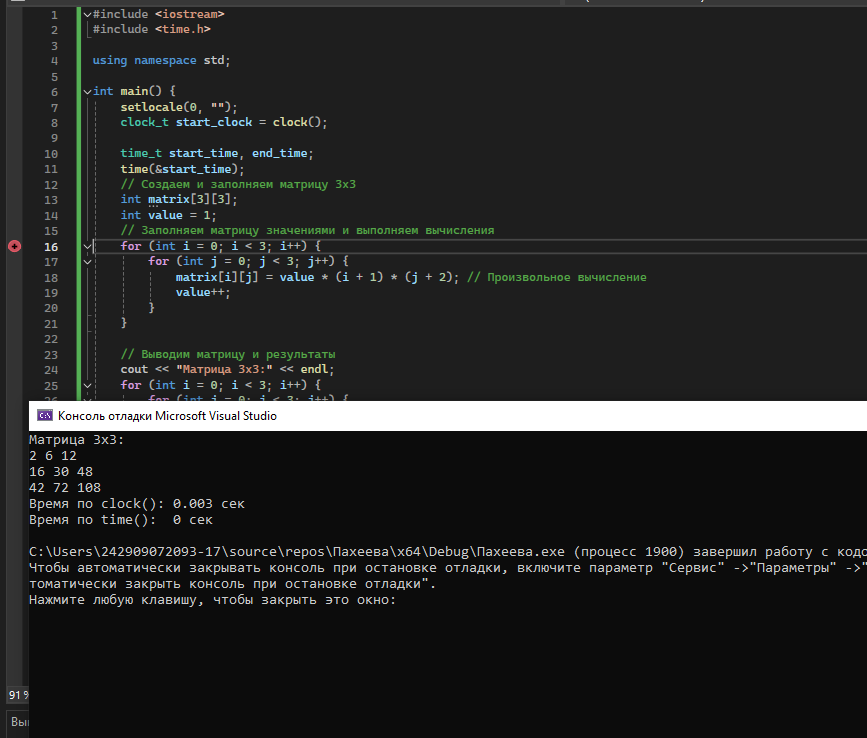 1 #include <iostream>
2 #include <time.h>
3
4 using namespace std;
5
6 int main() {
7 setlocale(0, "");
8 clock_t start_clock = clock();
9
10 time_t start_time, end_time;
11 time(&start_time);
12 // Создаем и заполняем матрицу 3x3
13 int matrix[3][3];
14 int value = 1;
15 // Заполняем матрицу значениями и выполняем вычисления
16 for (int i = 0; i < 3; i++) {
17 for (int j = 0; j < 3; j++) {
18 matrix[i][j] = value * (i + 1) * (j + 2); // Произвольное вычисление
19 value++;
20 }
21 }
22
23 // Выводим матрицу и результаты
24 cout << "Матрица 3x3:" << endl;
25 for (int i = 0; i < 3; i++) {
Консоль отладки Microsoft Visual Studio
Матрица 3x3:
2 6 12
16 30 48
42 72 108
Время по clock(): 0.003 сек
Время по time():  0 сек
C:\Users\242909072093-17\source\repos\Пахеева\x64\Debug\Пахеева.exe (процесс 1900) завершил работу с кодо
Чтобы автоматически закрывать консоль при остановке отладки, включите параметр "Сервис" ->"Параметры" ->"
томатически закрыть консоль при остановке отладки".
Нажмите любую клавишу, чтобы закрыть это окно:
91 %
Вы